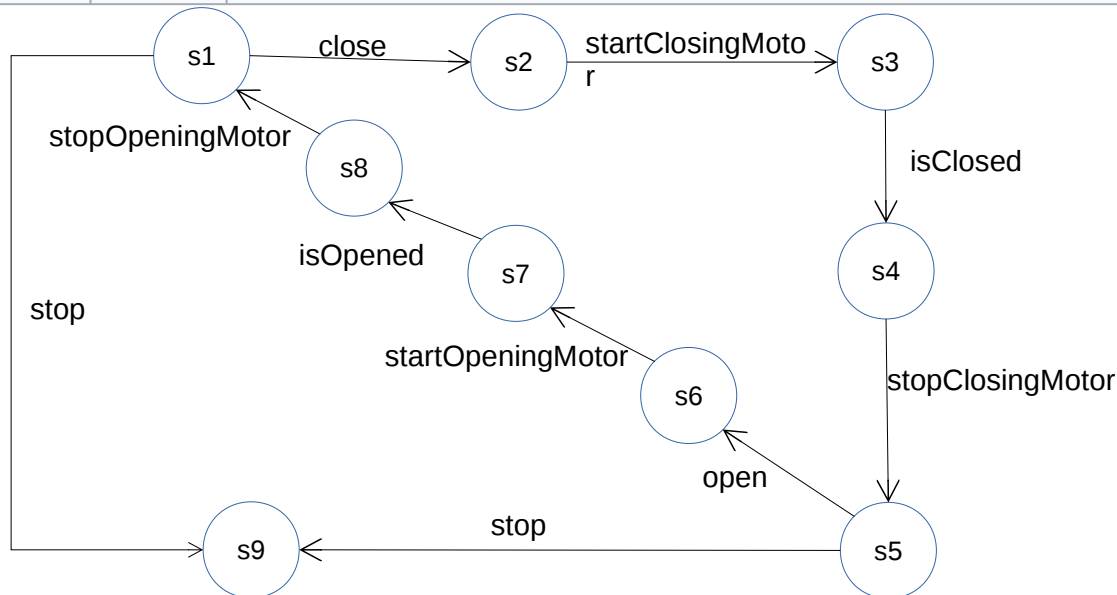 s1
close
s2
startClosingMoto
r
s3
stopOpeningMotor
s8
isClosed
isOpened
s7
s4
stop
startOpeningMotor
s6
stopClosingMotor
open
stop
s9
s5